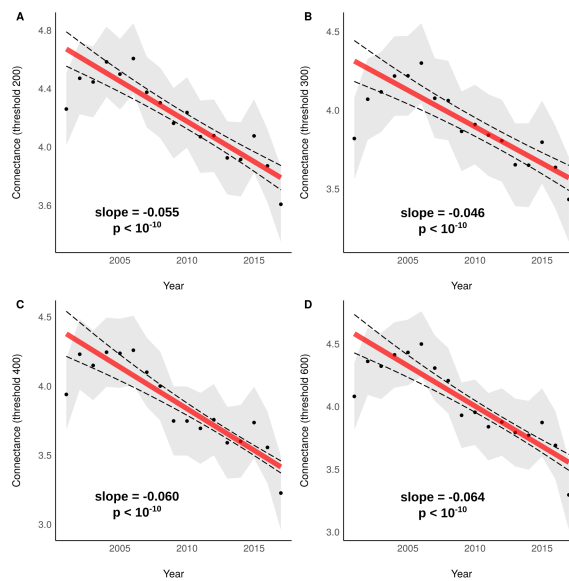 A
Connectance (threshold 200)
4.8
4.4
4.0
3.6
slope = -0.055
p < 10⁻¹⁰
2005 2010 2015
Year
B
Connectance (threshold 300)
4.5
4.0
3.5
slope = -0.046
p < 10⁻¹⁰
2005 2010 2015
Year
C
Connectance (threshold 400)
4.5
4.0
3.5
3.0
slope = -0.060
p < 10⁻¹⁰
2005 2010 2015
Year
D
Connectance (threshold 600)
4.5
4.0
3.5
3.0
slope = -0.064
p < 10⁻¹⁰
2005 2010 2015
Year